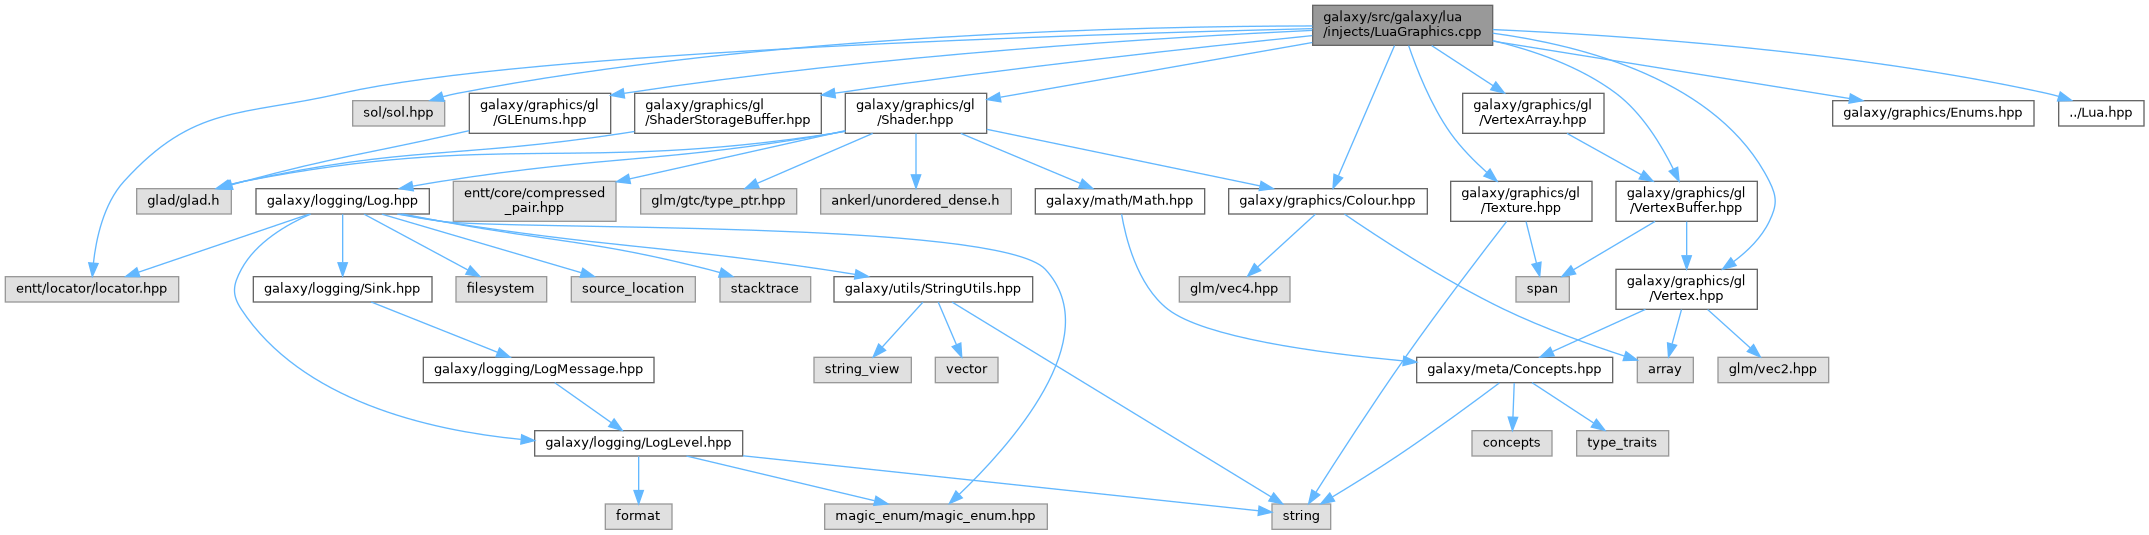 galaxy/src/galaxy/lua
/injects/LuaGraphics.cpp
sol/sol.hpp
galaxy/graphics/gl
/GLEnums.hpp
galaxy/graphics/gl
/ShaderStorageBuffer.hpp
galaxy/graphics/gl
/Shader.hpp
galaxy/graphics/gl
/VertexArray.hpp
galaxy/graphics/Enums.hpp
../Lua.hpp
glad/glad.h
galaxy/logging/Log.hpp
entt/core/compressed
_pair.hpp
glm/gtc/type_ptr.hpp
ankerl/unordered_dense.h
galaxy/math/Math.hpp
galaxy/graphics/Colour.hpp
galaxy/graphics/gl
/Texture.hpp
galaxy/graphics/gl
/VertexBuffer.hpp
entt/locator/locator.hpp
galaxy/logging/Sink.hpp
filesystem
source_location
stacktrace
galaxy/utils/StringUtils.hpp
glm/vec4.hpp
span
galaxy/graphics/gl
/Vertex.hpp
galaxy/logging/LogMessage.hpp
string_view
vector
galaxy/meta/Concepts.hpp
array
glm/vec2.hpp
galaxy/logging/LogLevel.hpp
concepts
type_traits
format
magic_enum/magic_enum.hpp
string